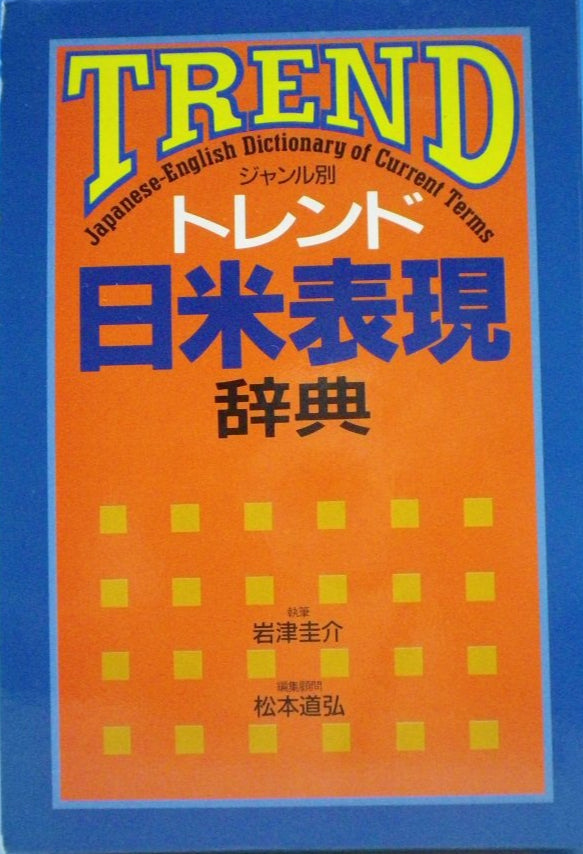 TREND
Japanese-English Dictionary of Current Terms
ジャンル別
トレンド
日米表現
辞典
執筆
岩津圭介
編集顧問
松本道弘